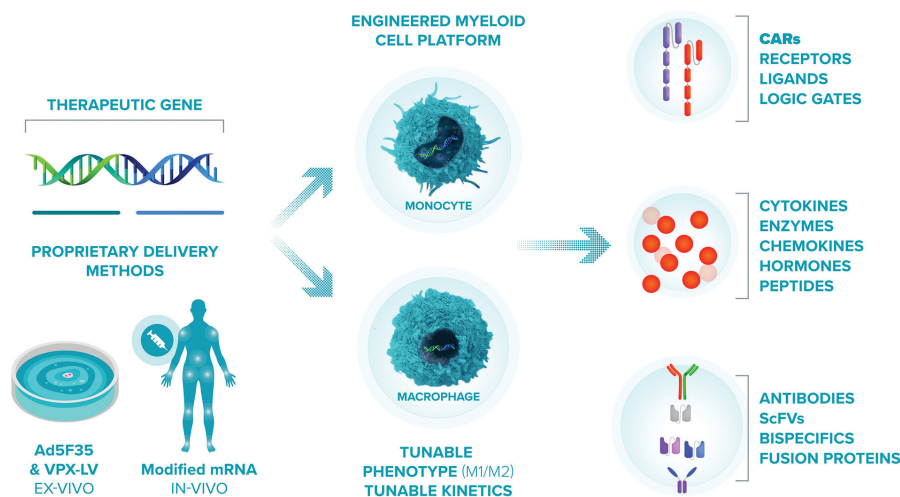 THERAPEUTIC GENE
PROPRIETARY DELIVERY
METHODS
Ad5F35
& VPX-LV
EX-VIVO
Modified mRNA
IN-VIVO
ENGINEERED MYELOID
CELL PLATFORM
MONOCYTE
MACROPHAGE
TUNABLE
PHENOTYPE (M1/M2)
TUNABLE KINETICS
CARs
RECEPTORS
LIGANDS
LOGIC GATES
CYTOKINES
ENZYMES
CHEMOKINES
HORMONES
PEPTIDES
ANTIBODIES
ScFVs
BISPECIFICS
FUSION PROTEINS